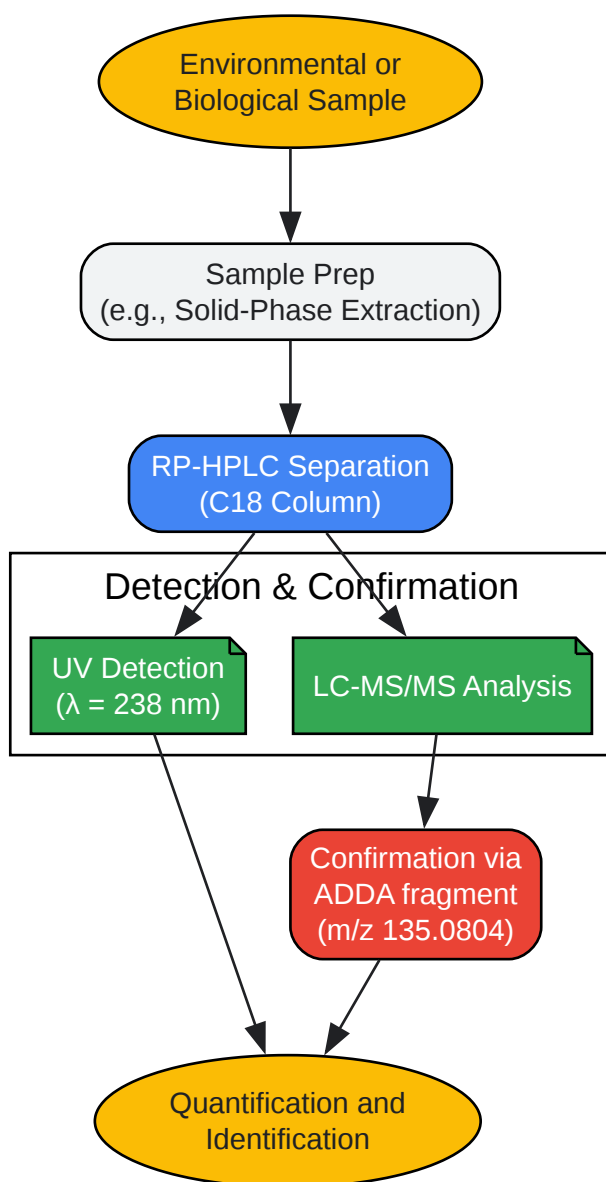 Environmental or
Biological Sample
Sample Prep
(e.g., Solid-Phase Extraction)
RP-HPLC Separation
(C18 Column)
Detection & Confirmation
UV Detection
(λ = 238 nm)
LC-MS/MS Analysis
Confirmation via
ADDA fragment
(m/z 135.0804)
Quantification and
Identification